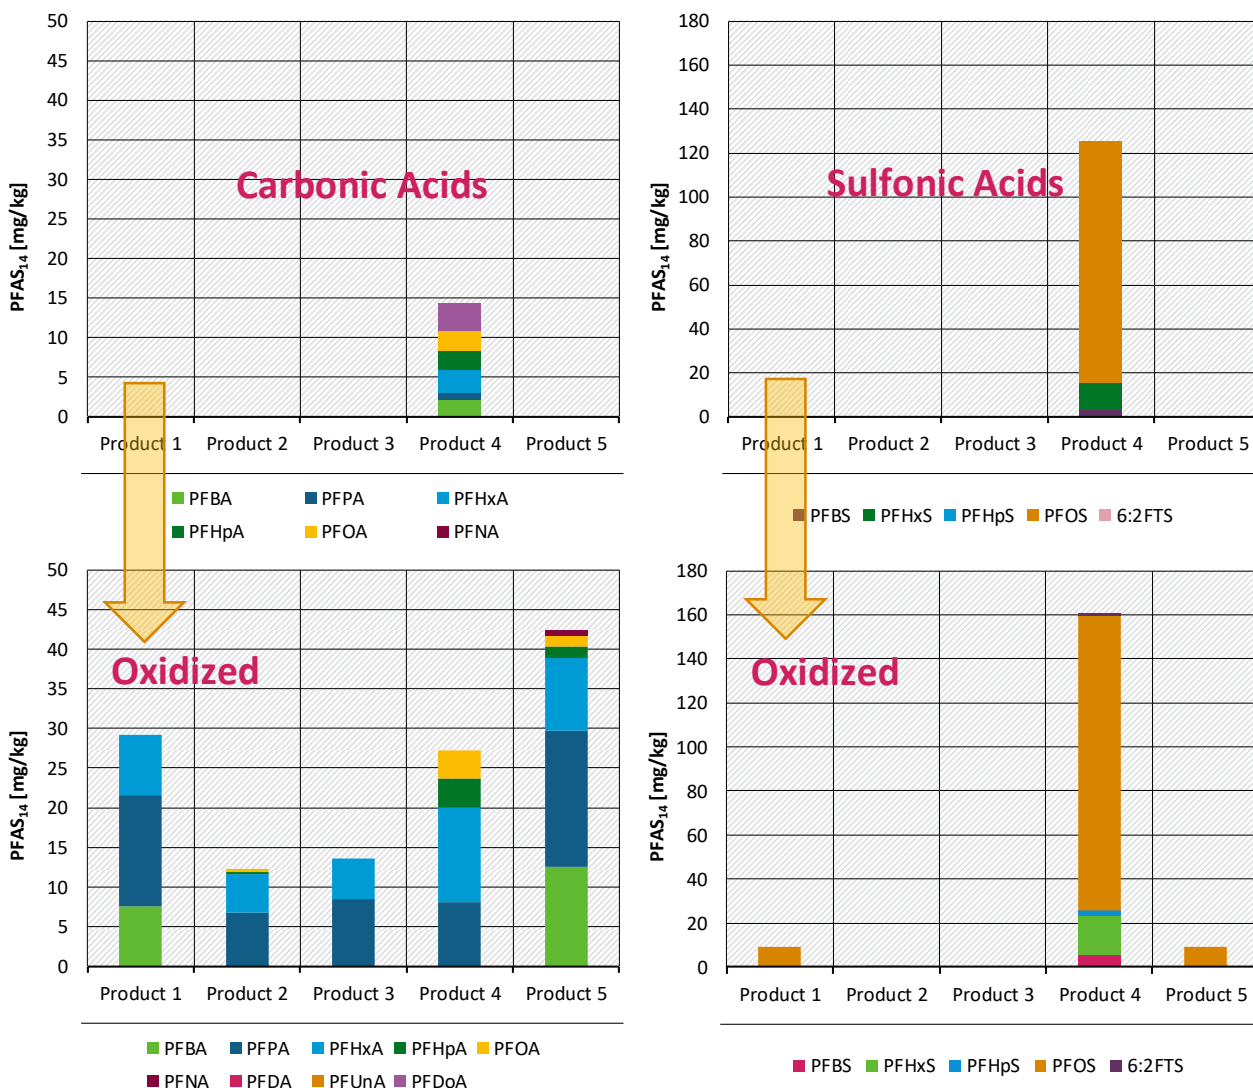 50
45
40
35
30
25
20
15
10
5
0
PFAS14 [mg/kg]
Carbonic Acids
Product 1 Product 2 Product 3 Product 4 Product 5
PFBA PFPA PFHxA
PFHpA PFOA PFNA
180
160
140
120
100
80
60
40
20
0
PFAS14 [mg/kg]
Sulfonic Acids
Product 1 Product 2 Product 3 Product 4 Product 5
PFBS PFHxS PFHpS PFOS 6:2FTS
50
45
40
35
30
25
20
15
10
5
0
PFAS14 [mg/kg]
Oxidized
Product 1 Product 2 Product 3 Product 4 Product 5
PFBA PFPA PFHxA PFHpA PFOA
PFNA PFDA PFUnA PFDoA
180
160
140
120
100
80
60
40
20
0
PFAS14 [mg/kg]
Oxidized
Product 1 Product 2 Product 3 Product 4 Product 5
PFBS PFHxS PFHpS PFOS 6:2FTS